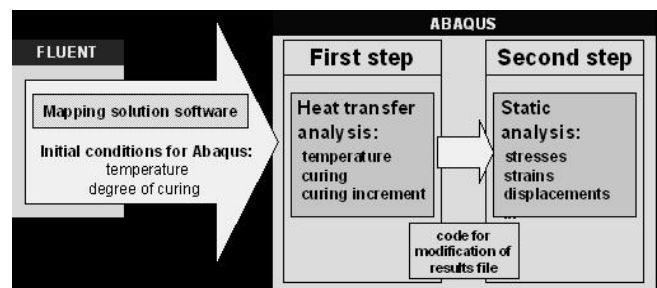 ABAQUS
FLUENT
Mapping solution software
Initial conditions for Abaqus:
temperature
degree of curing
First step
Heat transfer
analysis:
temperature
curing
curing increment
Second step
Static
analysis:
stresses
strains
displacements
...
code for
modification of
results file